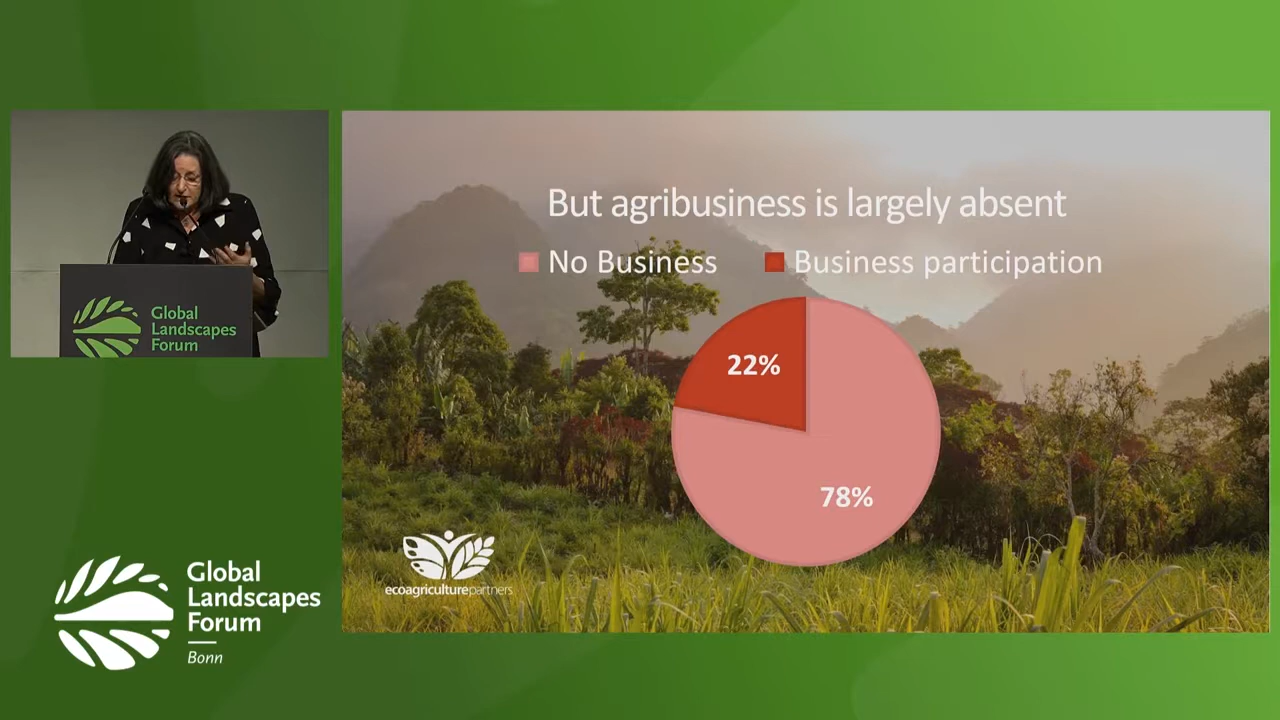 But agribusiness is largely absent
No Business
Business participation
22%
78%
ecoagriculturepartners
Global
Landscapes
Forum
Global
Landscapes
Forum
Bonn